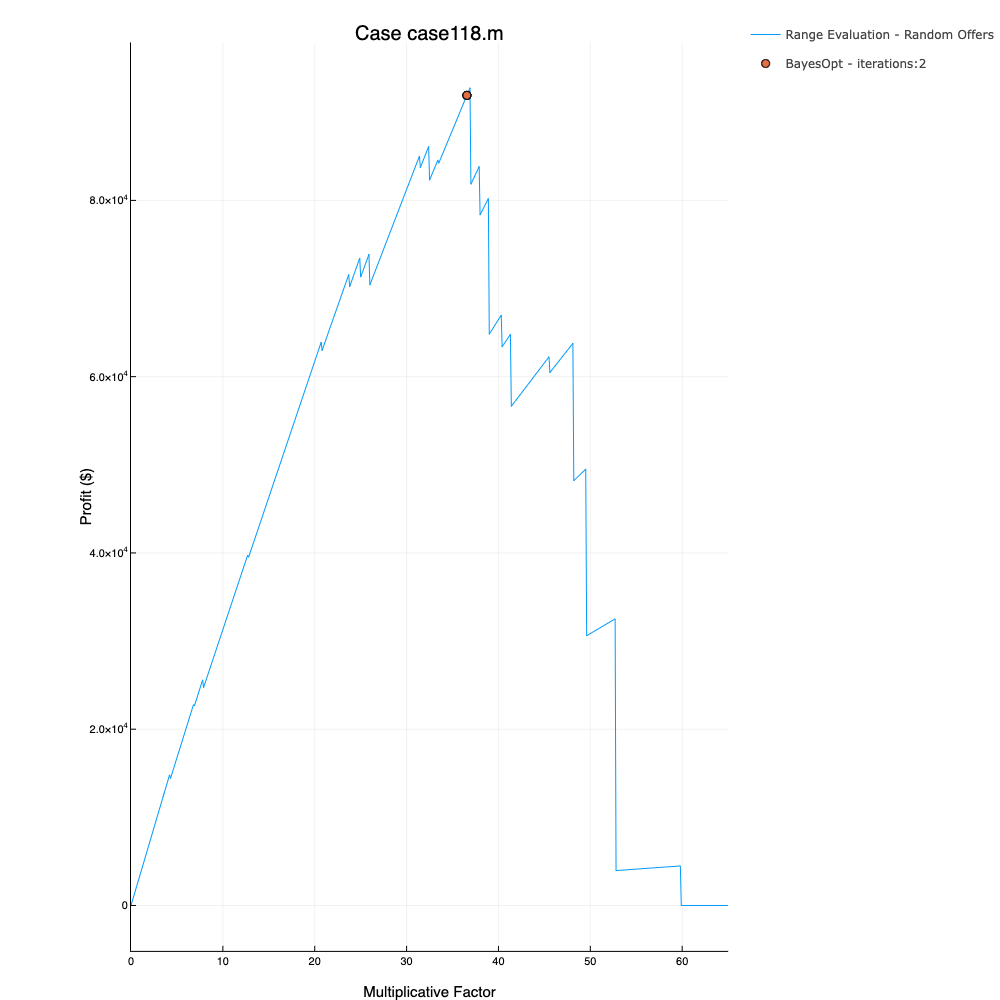 Case case118.m
Range Evaluation - Random Offers
BayesOpt - iterations:2
Profit ($)
8.0×10⁴
6.0×10⁴
4.0×10⁴
2.0×10⁴
0
0 10 20 30 40 50 60
Multiplicative Factor